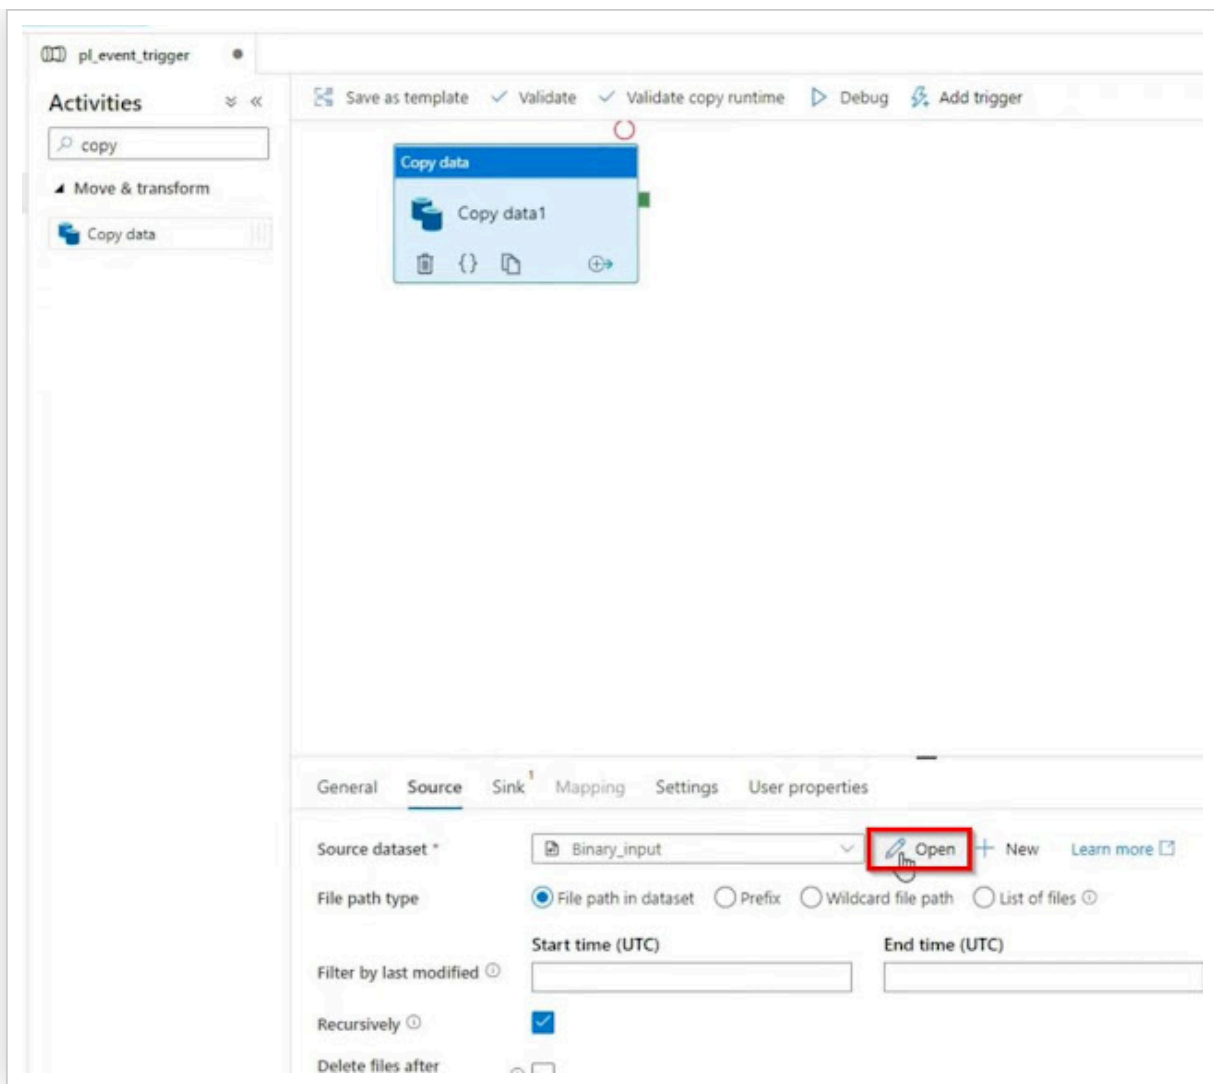 pl_event_trigger
Activities
Save as template Validate Validate copy runtime Debug Add trigger
copy
Move & transform
Copy data
Copy data
Copy data1
{}
General Source Sink 1 Mapping Settings User properties
Source dataset * Binary_input Open New Learn more
File path type File path in dataset Prefix Wildcard file path List of files
Start time (UTC) End time (UTC)
Filter by last modified
Recursively
Delete files after